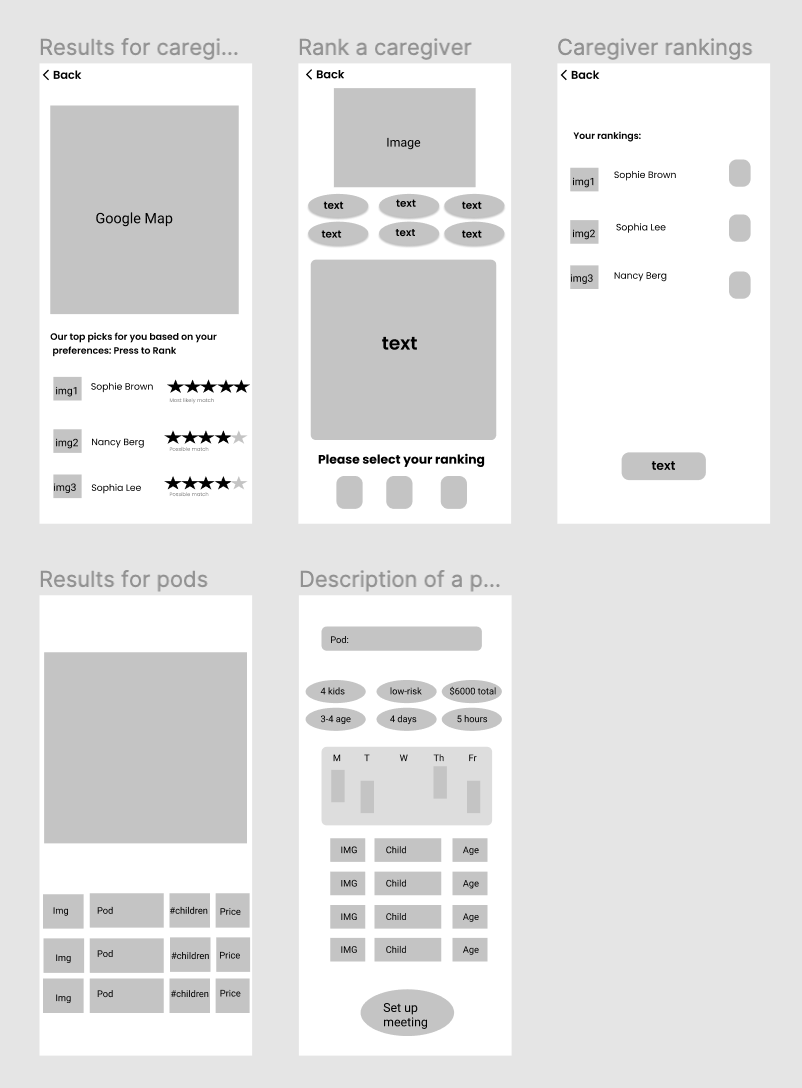 Results for caregi...
< Back
Google Map
Our top picks for you based on your
preferences: Press to Rank
img1 Sophie Brown
Most likely match
img2 Nancy Berg
Possible match
img3 Sophia Lee
Possible match
Rank a caregiver
< Back
Image
text text text
text text text
text
Please select your ranking
Caregiver rankings
< Back
Your rankings:
img1 Sophie Brown
img2 Sophia Lee
img3 Nancy Berg
text
Results for pods
Img Pod #children Price
Img Pod #children Price
Img Pod #children Price
Description of a p...
Pod:
4 kids low-risk $6000 total
3-4 age 4 days 5 hours
M T W Th Fr
IMG Child Age
IMG Child Age
IMG Child Age
IMG Child Age
Set up
meeting